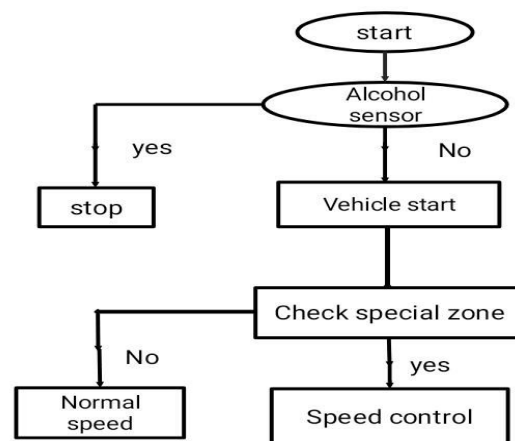 start
Alcohol
sensor
yes
No
stop
Vehicle start
Check special zone
No
yes
Normal
speed
Speed control